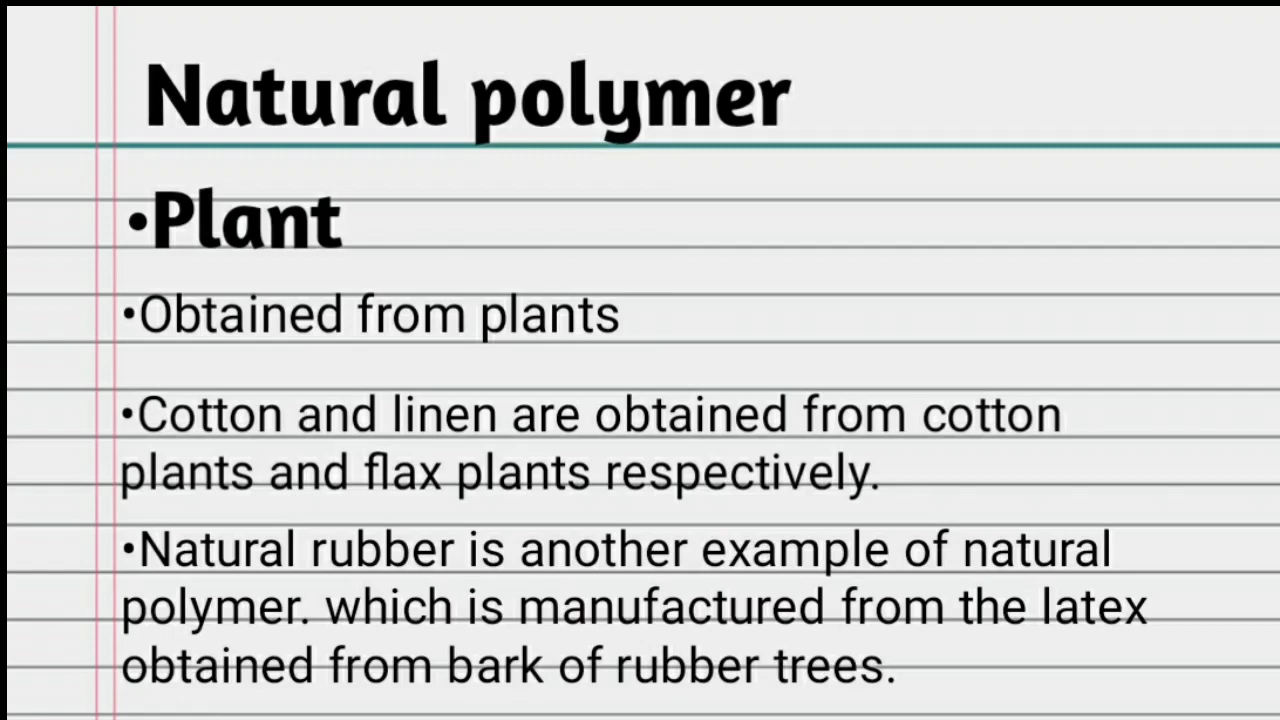 Natural polymer
•Plant
•Obtained from plants
•Cotton and linen are obtained from cotton
plants and flax plants respectively.
•Natural rubber is another example of natural
polymer. which is manufactured from the latex
obtained from bark of rubber trees.